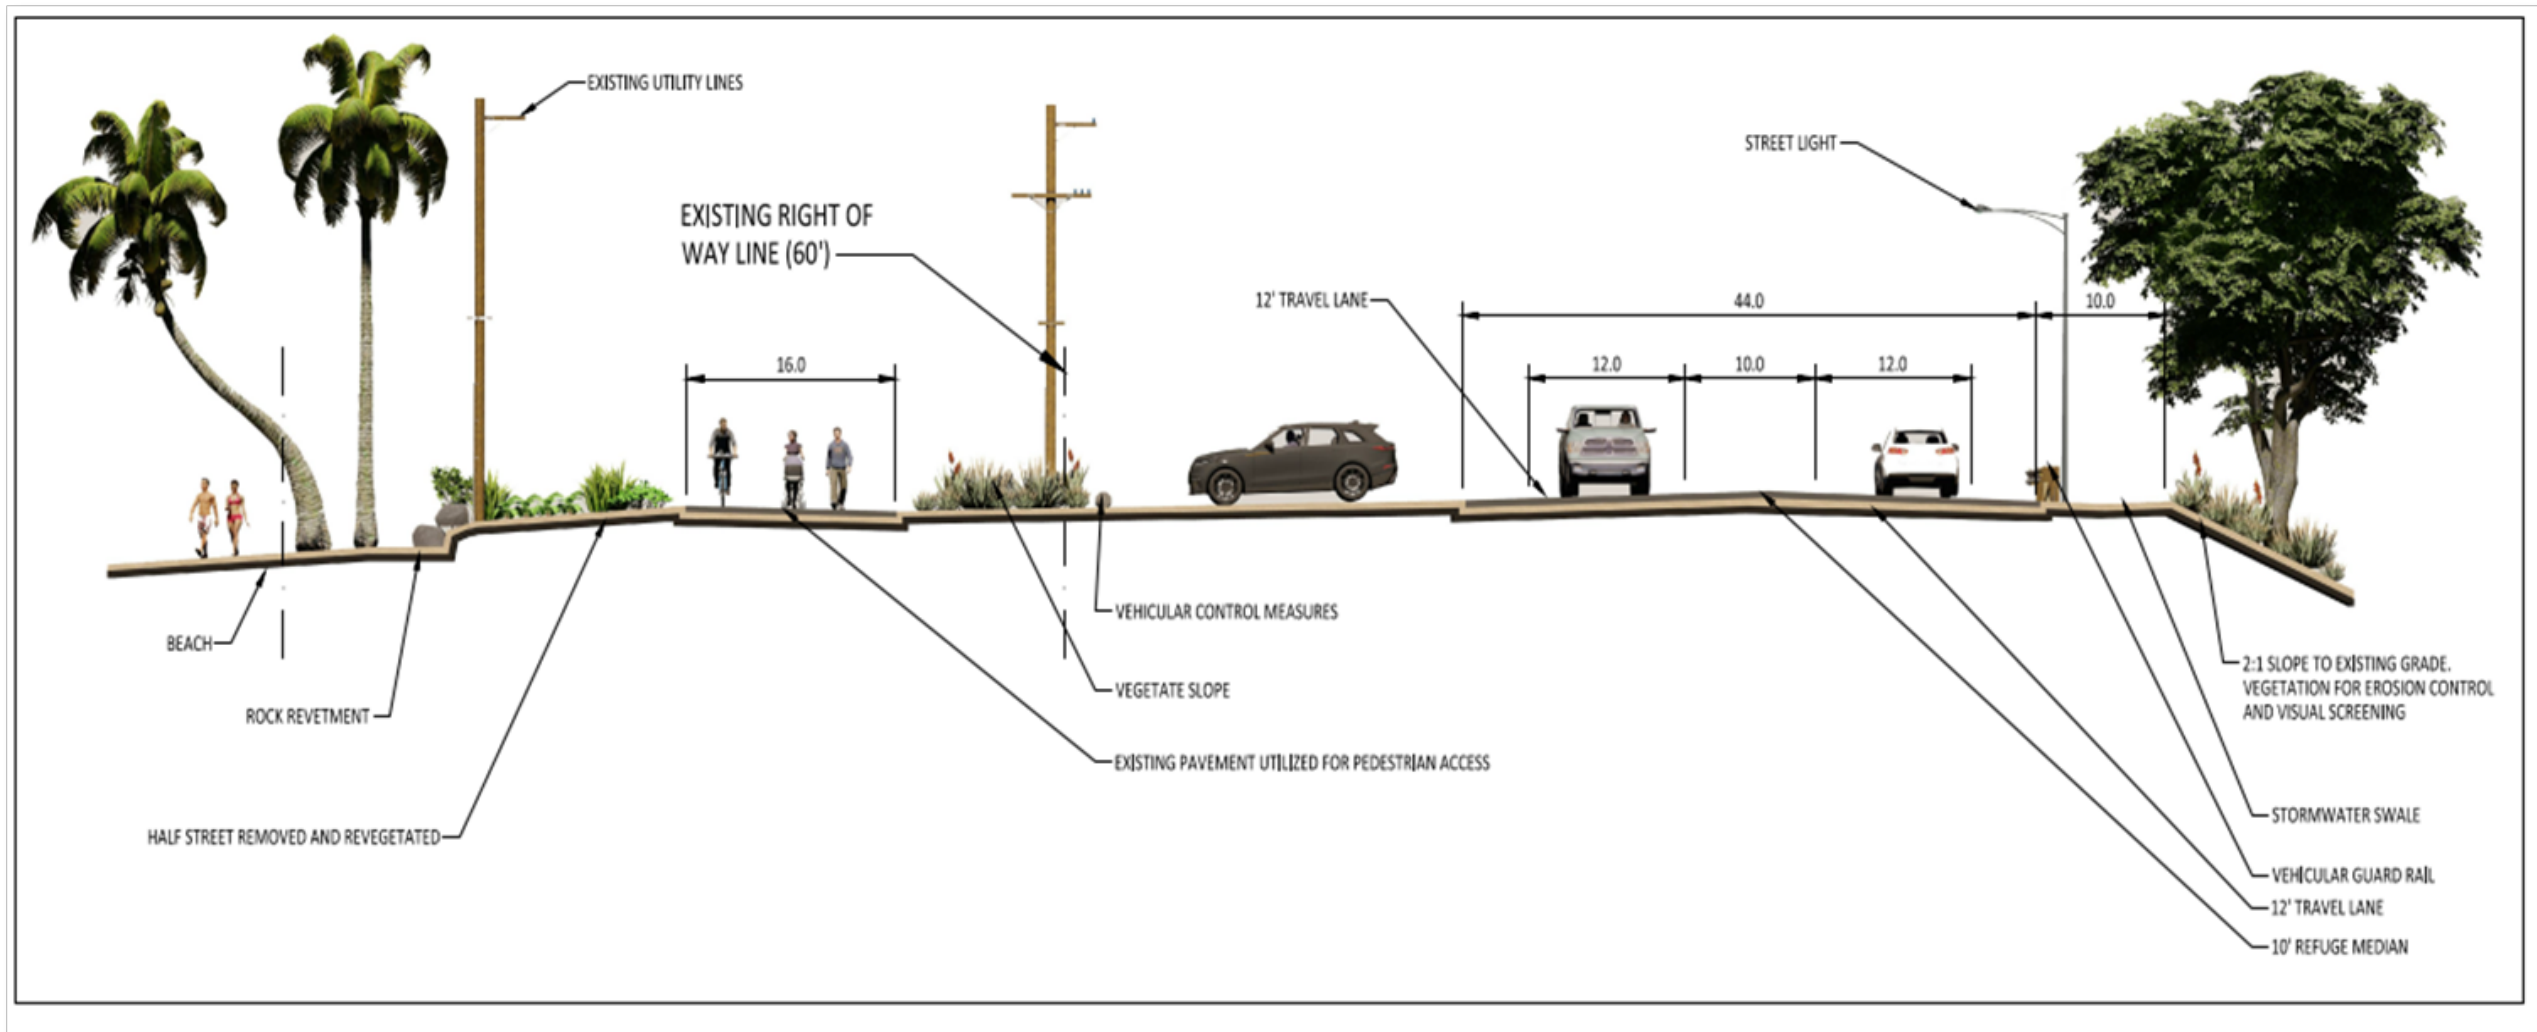 EXISTING UTILITY LINES
STREET LIGHT
EXISTING RIGHT OF
WAY LINE (60')
12' TRAVEL LANE
44.0
10.0
16.0
12.0
10.0
12.0
VEHICULAR CONTROL MEASURES
BEACH
2:1 SLOPE TO EXISTING GRADE.
VEGETATION FOR EROSION CONTROL
AND VISUAL SCREENING
VEGETATE SLOPE
ROCK REVETMENT
EXISTING PAVEMENT UTILIZED FOR PEDESTRIAN ACCESS
STORMWATER SWALE
HALF STREET REMOVED AND REVEGETATED
VEHICULAR GUARD RAIL
12' TRAVEL LANE
10' REFUGE MEDIAN